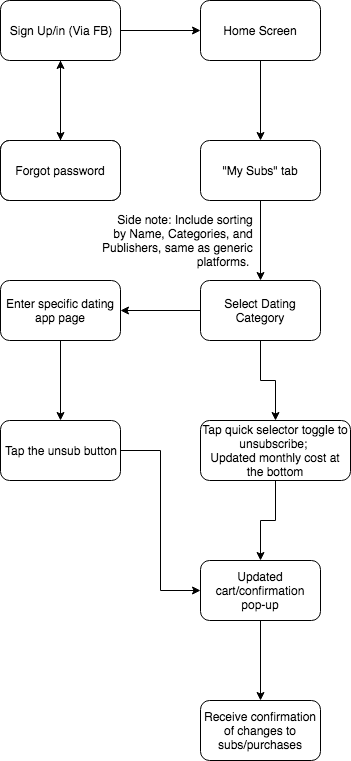 Sign Up/in (Via FB)
Home Screen
Forgot password
"My Subs" tab
Side note: Include sorting
by Name, Categories, and
Publishers, same as generic
platforms.
Enter specific dating
app page
Select Dating
Category
Tap the unsub button
Tap quick selector toggle to
unsubscribe;
Updated monthly cost at
the bottom
Updated
cart/confirmation
pop-up
Receive confirmation
of changes to
subs/purchases